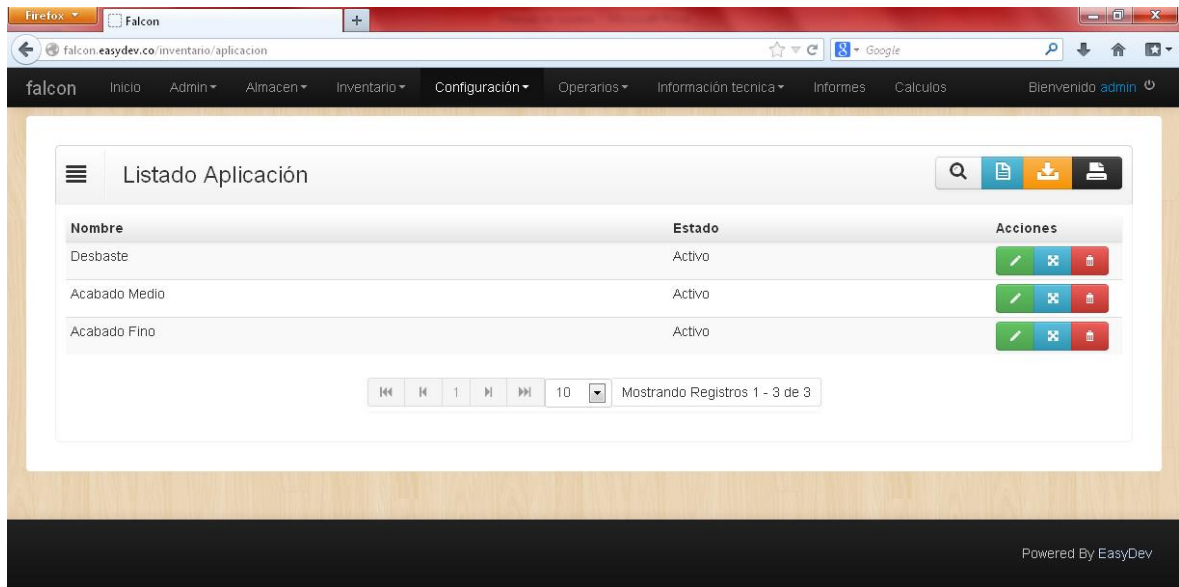 Firefox
Falcon
falcon.easydev.co/inventario/aplicacion
Google
falcon Inicio Admin Almacen Inventario Configuración Operarios Información tecnica Informes Calculos Bienvenido admin
Listado Aplicación
Nombre Estado Acciones
Desbaste Activo
Acabado Medio Activo
Acabado Fino Activo
1 10 Mostrando Registros 1 - 3 de 3
Powered By EasyDev